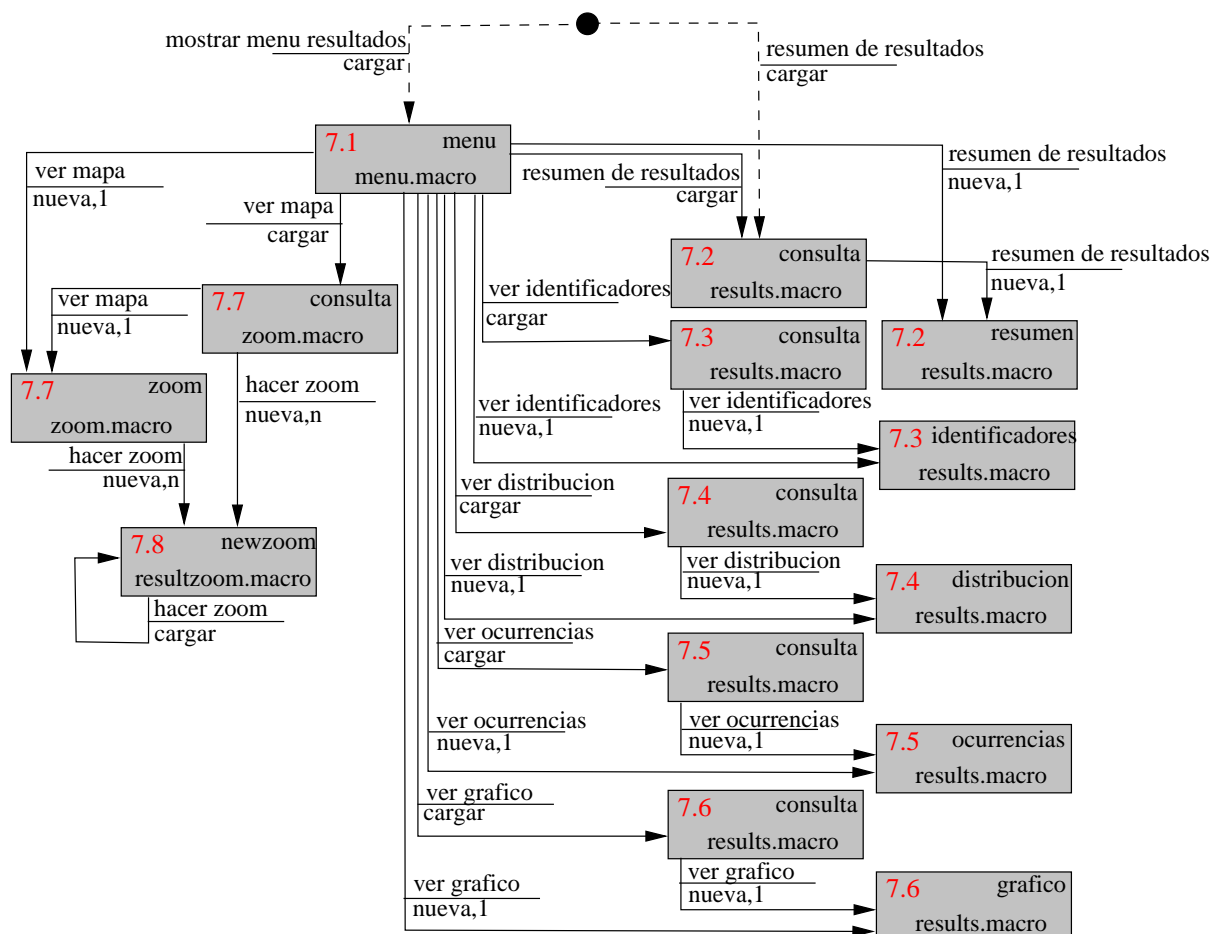 mostrar menu resultados
cargar
resumen de resultados
cargar
7.1 menu
menu.macro
ver mapa
nueva,1
resumen de resultados
cargar
resumen de resultados
nueva,1
ver mapa
cargar
7.2 consulta
results.macro
resumen de resultados
nueva,1
ver mapa
nueva,1
7.7 consulta
zoom.macro
ver identificadores
cargar
7.3 consulta
results.macro
7.2 resumen
results.macro
7.7 zoom
zoom.macro
hacer zoom
nueva,n
ver identificadores
nueva,1
ver identificadores
nueva,1
7.3 identificadores
results.macro
hacer zoom
nueva,n
ver distribucion
cargar
7.4 consulta
results.macro
7.8 newzoom
resultzoom.macro
ver distribucion
nueva,1
ver distribucion
nueva,1
7.4 distribucion
results.macro
hacer zoom
cargar
ver ocurrencias
cargar
7.5 consulta
results.macro
ver ocurrencias
nueva,1
ver ocurrencias
nueva,1
7.5 ocurrencias
results.macro
ver grafico
cargar
7.6 consulta
results.macro
ver grafico
nueva,1
ver grafico
nueva,1
7.6 grafico
results.macro